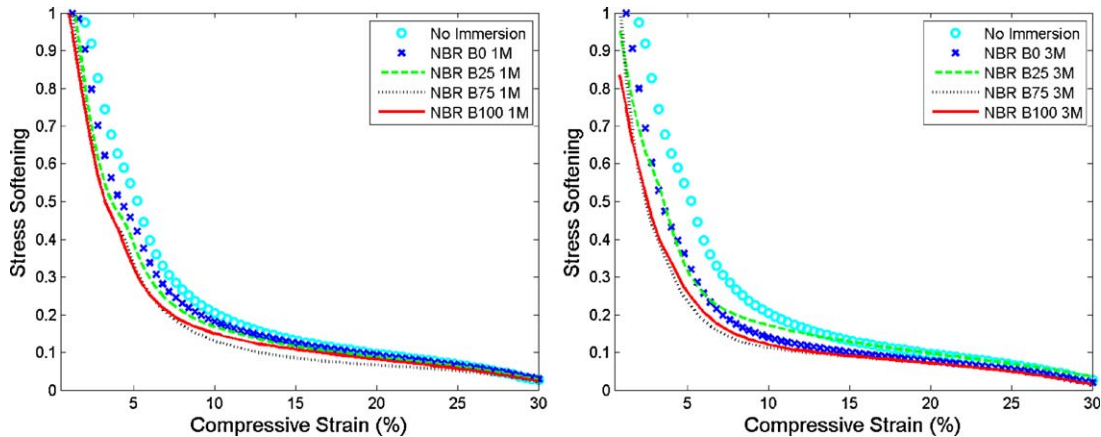 1
0.9
0.8
0.7
0.6
0.5
0.4
0.3
0.2
0.1
0
Stress Softening
No Immersion
NBR B0 1M
NBR B25 1M
NBR B75 1M
NBR B100 1M
5 10 15 20 25 30
Compressive Strain (%)
1
0.9
0.8
0.7
0.6
0.5
0.4
0.3
0.2
0.1
0
Stress Softening
No Immersion
NBR B0 3M
NBR B25 3M
NBR B75 3M
NBR B100 3M
5 10 15 20 25 30
Compressive Strain (%)